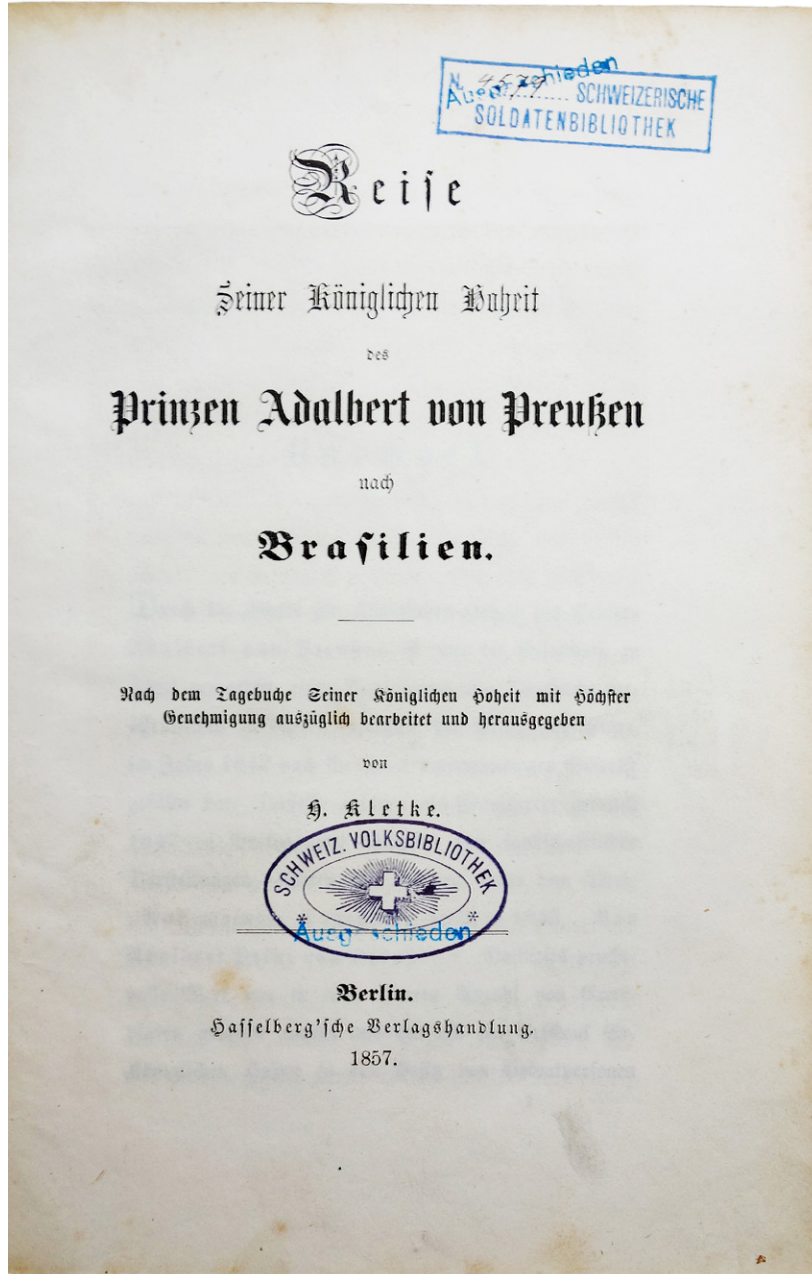 Ausgeschieden
N. 4577 SCHWEIZERISCHE
SOLDATENBIBLIOTHEK
Reise
Seiner Königlichen Hoheit
des
Prinzen Adalbert von Preußen
nach
Brasilien.
Nach dem Tagebuche Seiner Königlichen Hoheit mit Höchster
Genehmigung auszüglich bearbeitet und herausgegeben
von
H. Kletke.
SCHWEIZ. VOLKSBIBLIOTHEK
Ausgeschieden
Berlin.
Hasselberg'sche Verlagshandlung.
1857.